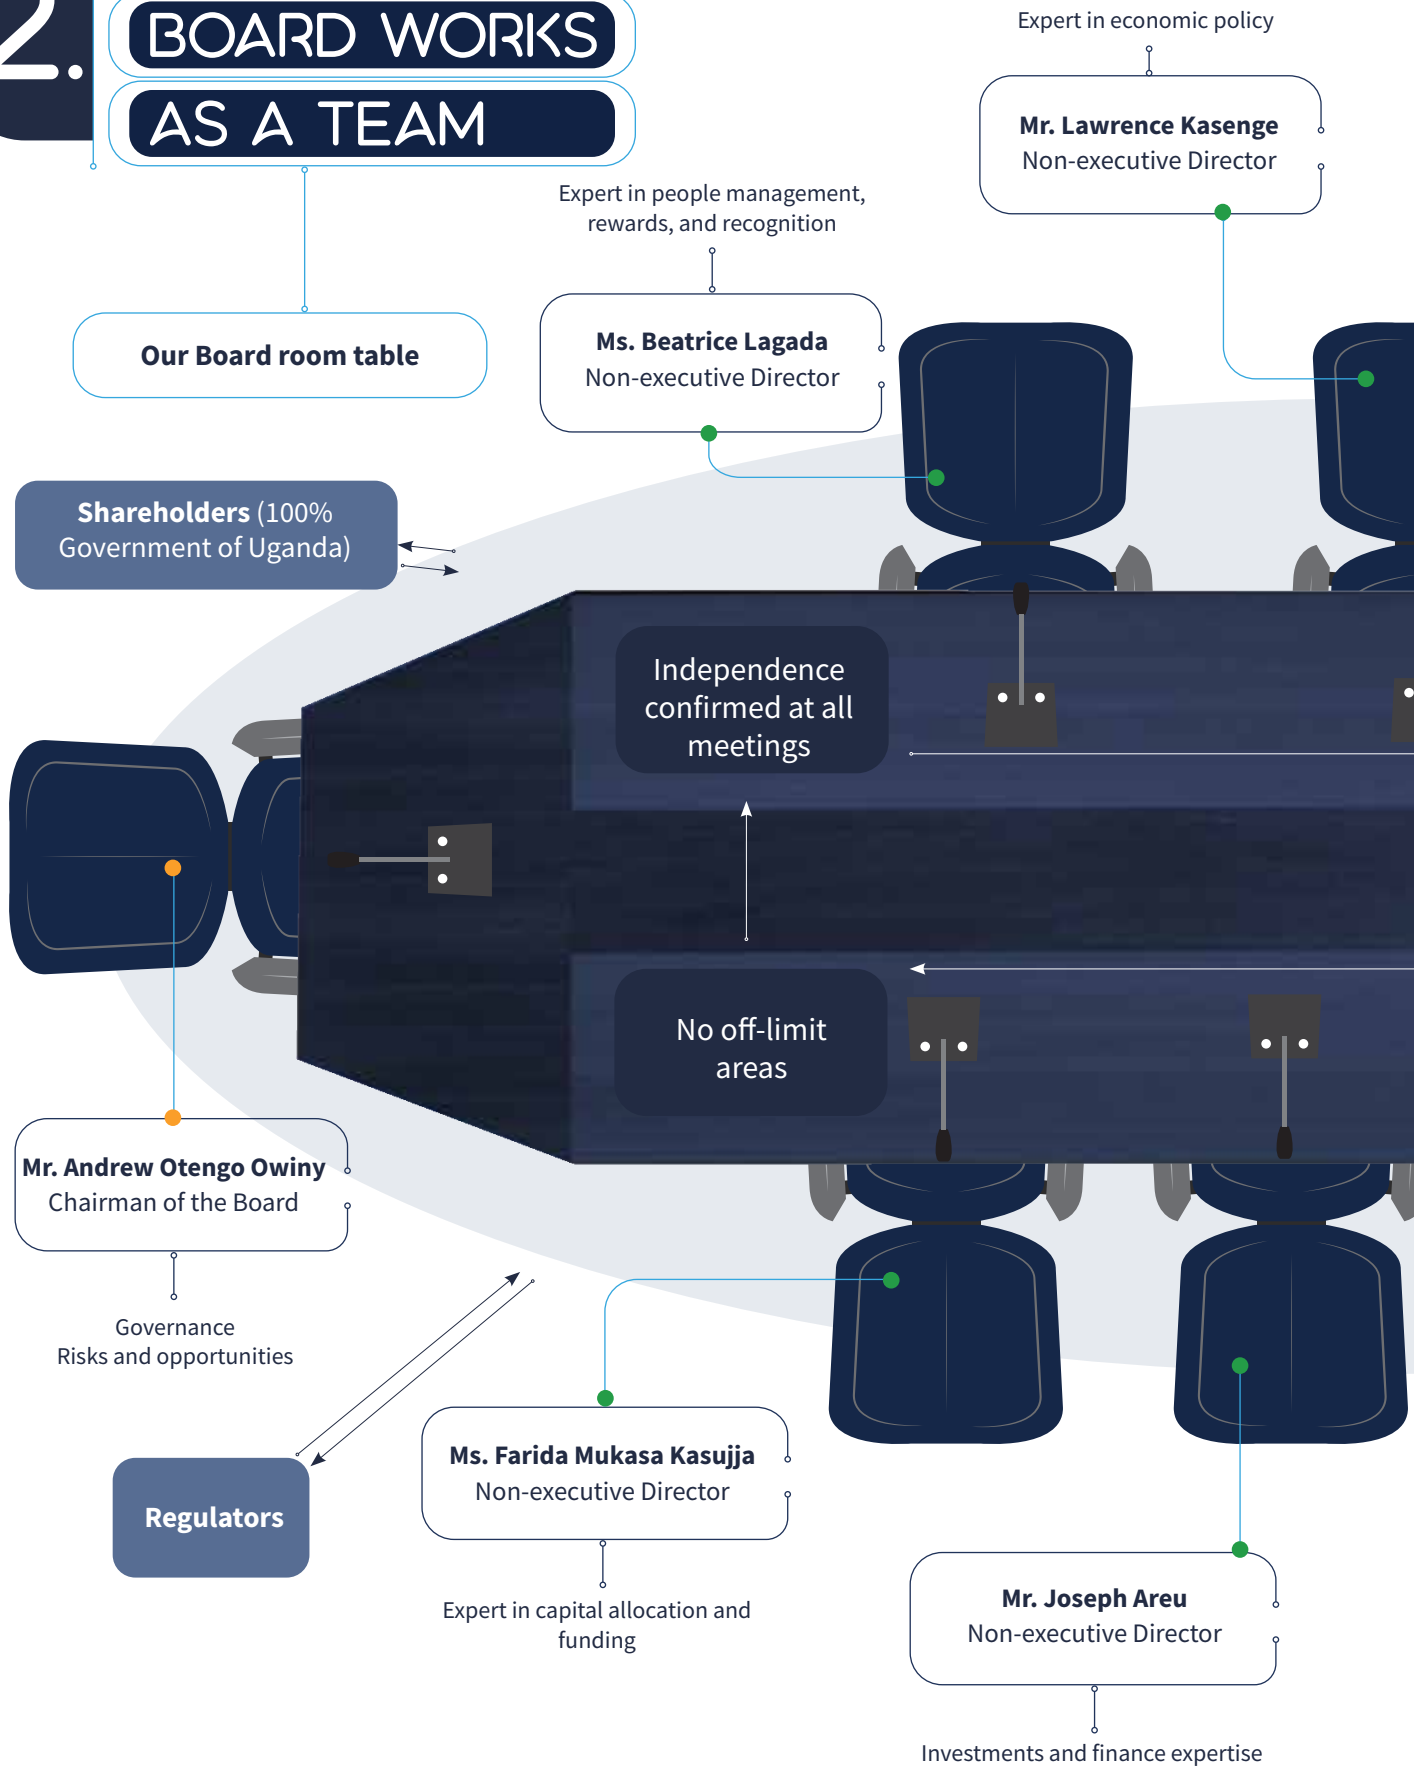 2.
BOARD WORKS
AS A TEAM
Expert in economic policy
Mr. Lawrence Kasenge
Non-executive Director
Expert in people management,
rewards, and recognition
Ms. Beatrice Lagada
Non-executive Director
Our Board room table
Shareholders (100%
Government of Uganda)
Independence
confirmed at all
meetings
No off-limit
areas
Mr. Andrew Otengo Owiny
Chairman of the Board
Governance
Risks and opportunities
Regulators
Ms. Farida Mukasa Kasujja
Non-executive Director
Expert in capital allocation and
funding
Mr. Joseph Areu
Non-executive Director
Investments and finance expertise